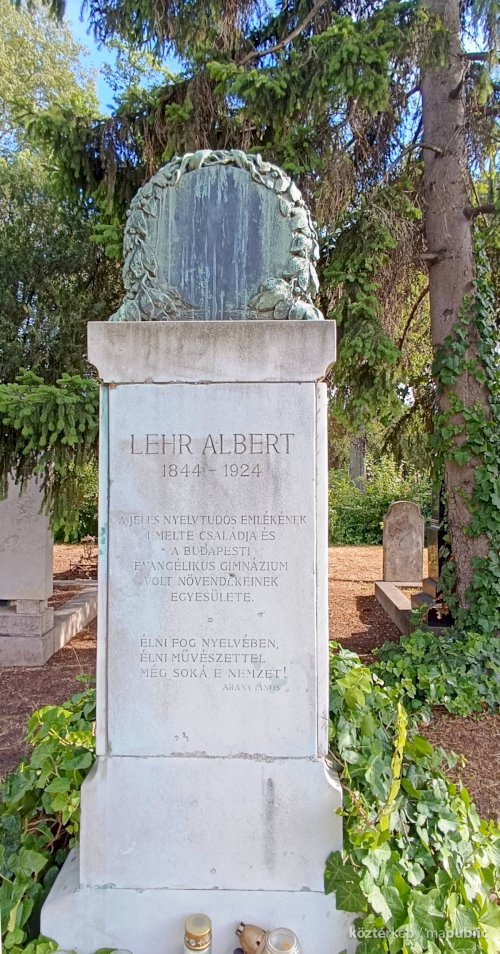 LEHR ALBERT
1844 - 1924
A JELES NYELVTUDÓS EMLÉKÉNEK
EMELTE CSALÁDJA ÉS
A BUDAPESTI
EVANGÉLIKUS GIMNÁZIUM
VOLT NÖVENDÉKEINEK
EGYESÜLETE.
ÉLNI FOG NYELVÉBEN,
ÉLNI MŰVÉSZETTEL
MÉG SOKÁ E NEMZET!
ARANY JÁNOS
köztérkép / mapublic